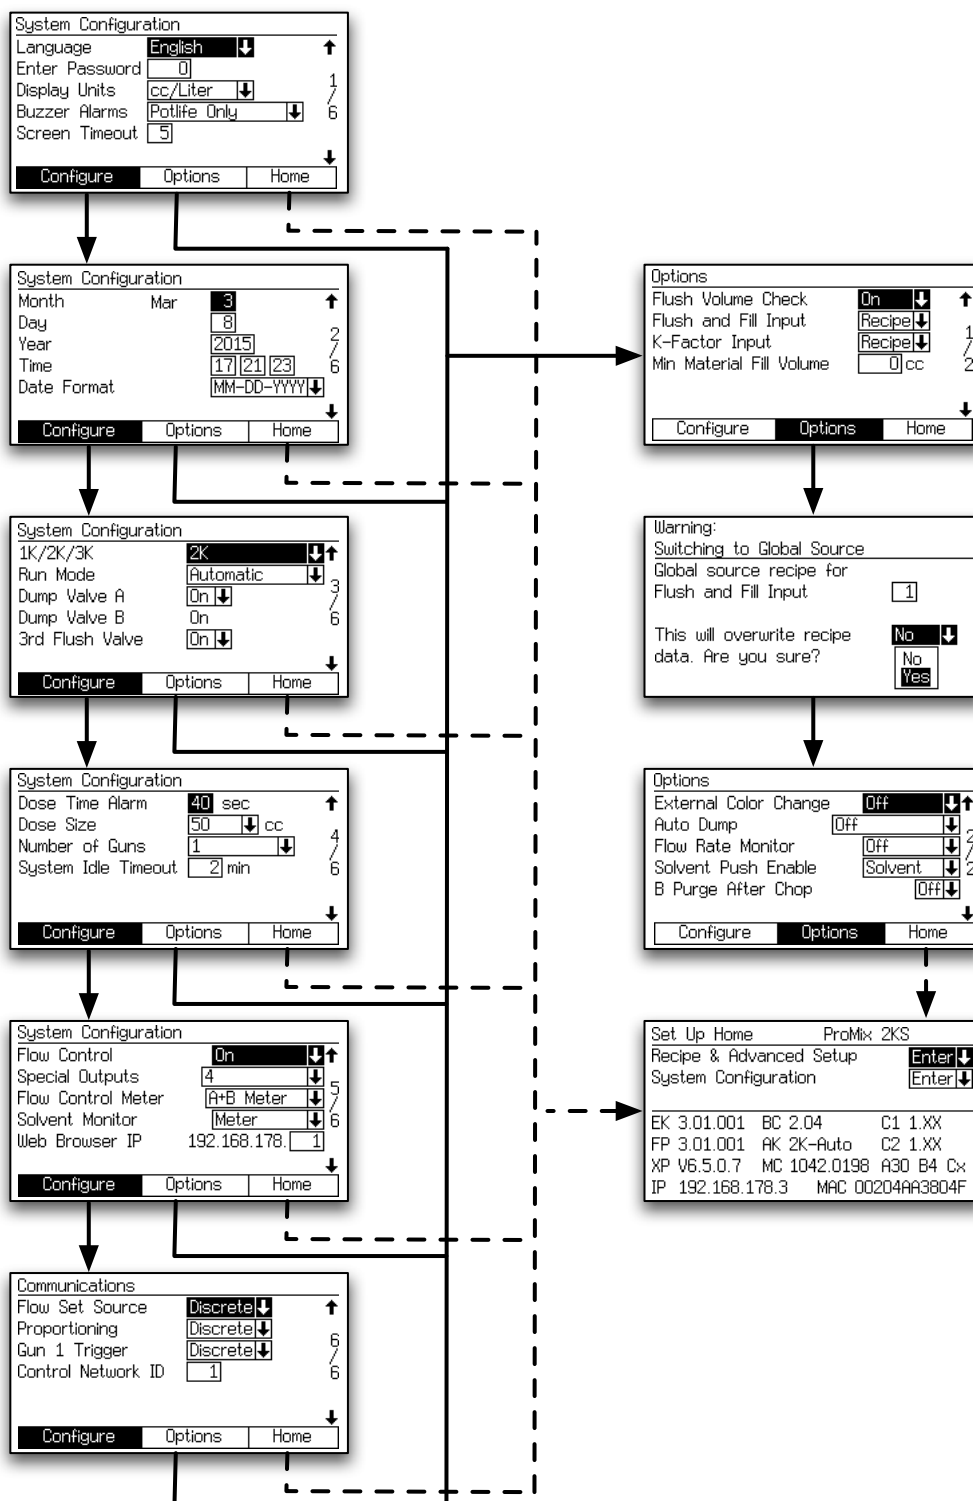 System Configuration
Language English
Enter Password 0
Display Units cc/Liter
Buzzer Alarms Potlife Only
Screen Timeout 5
1/6
Configure Options Home
System Configuration
Month Mar 3
Day 8
Year 2015
Time 17 21 23
Date Format MM-DD-YYYY
2/6
Configure Options Home
System Configuration
1K/2K/3K 2K
Run Mode Automatic
Dump Valve A On
Dump Valve B On
3rd Flush Valve On
3/6
Configure Options Home
System Configuration
Dose Time Alarm 40 sec
Dose Size 50 cc
Number of Guns 1
System Idle Timeout 2 min
4/6
Configure Options Home
System Configuration
Flow Control On
Special Outputs 4
Flow Control Meter A+B Meter
Solvent Monitor Meter
Web Browser IP 192.168.178. 1
5/6
Configure Options Home
Communications
Flow Set Source Discrete
Proportioning Discrete
Gun 1 Trigger Discrete
Control Network ID 1
6/6
Configure Options Home
Options
Flush Volume Check On
Flush and Fill Input Recipe
K-Factor Input Recipe
Min Material Fill Volume 0 cc
1/2
Configure Options Home
Warning:
Switching to Global Source
Global source recipe for
Flush and Fill Input 1
This will overwrite recipe No
data. Are you sure? No
Yes
Options
External Color Change Off
Auto Dump Off
Flow Rate Monitor Off
Solvent Push Enable Solvent
B Purge After Chop Off
2/2
Configure Options Home
Set Up Home ProMix 2KS
Recipe & Advanced Setup Enter
System Configuration Enter
EK 3.01.001 BC 2.04 C1 1.XX
FP 3.01.001 AK 2K-Auto C2 1.XX
XP V6.5.0.7 MC 1042.0198 A30 B4 Cx
IP 192.168.178.3 MAC 00204AA3804F